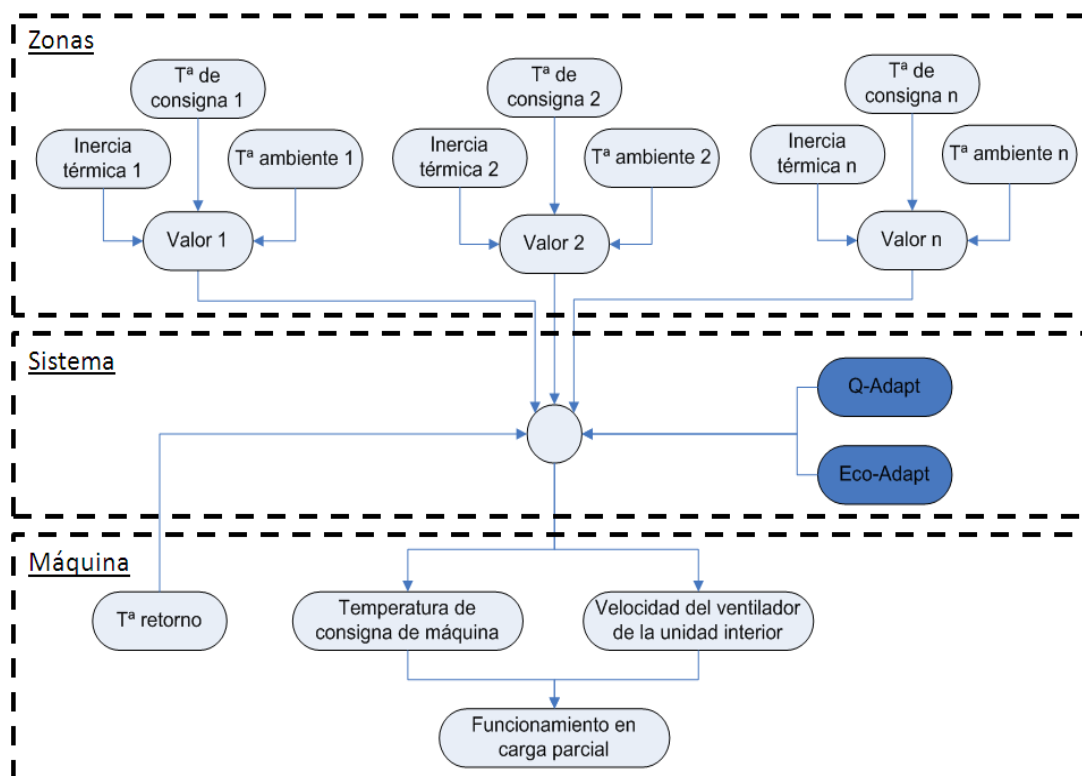 Zonas
Tª de
consigna 1
Inercia
térmica 1
Tª ambiente 1
Valor 1
Tª de
consigna 2
Inercia
térmica 2
Tª ambiente 2
Valor 2
Tª de
consigna n
Inercia
térmica n
Tª ambiente n
Valor n
Sistema
Q-Adapt
Eco-Adapt
Máquina
Tª retorno
Temperatura de
consigna de máquina
Velocidad del ventilador
de la unidad interior
Funcionamiento en
carga parcial